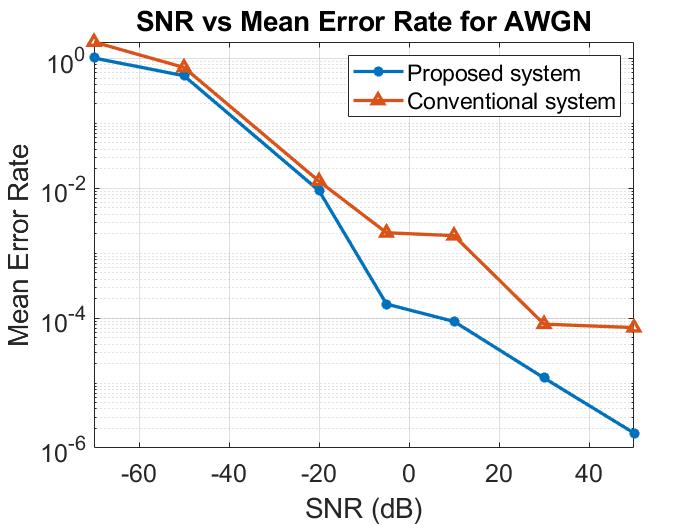 SNR vs Mean Error Rate for AWGN
Proposed system
Conventional system
Mean Error Rate
10^0
10^-2
10^-4
10^-6
-60 -40 -20 0 20 40
SNR (dB)